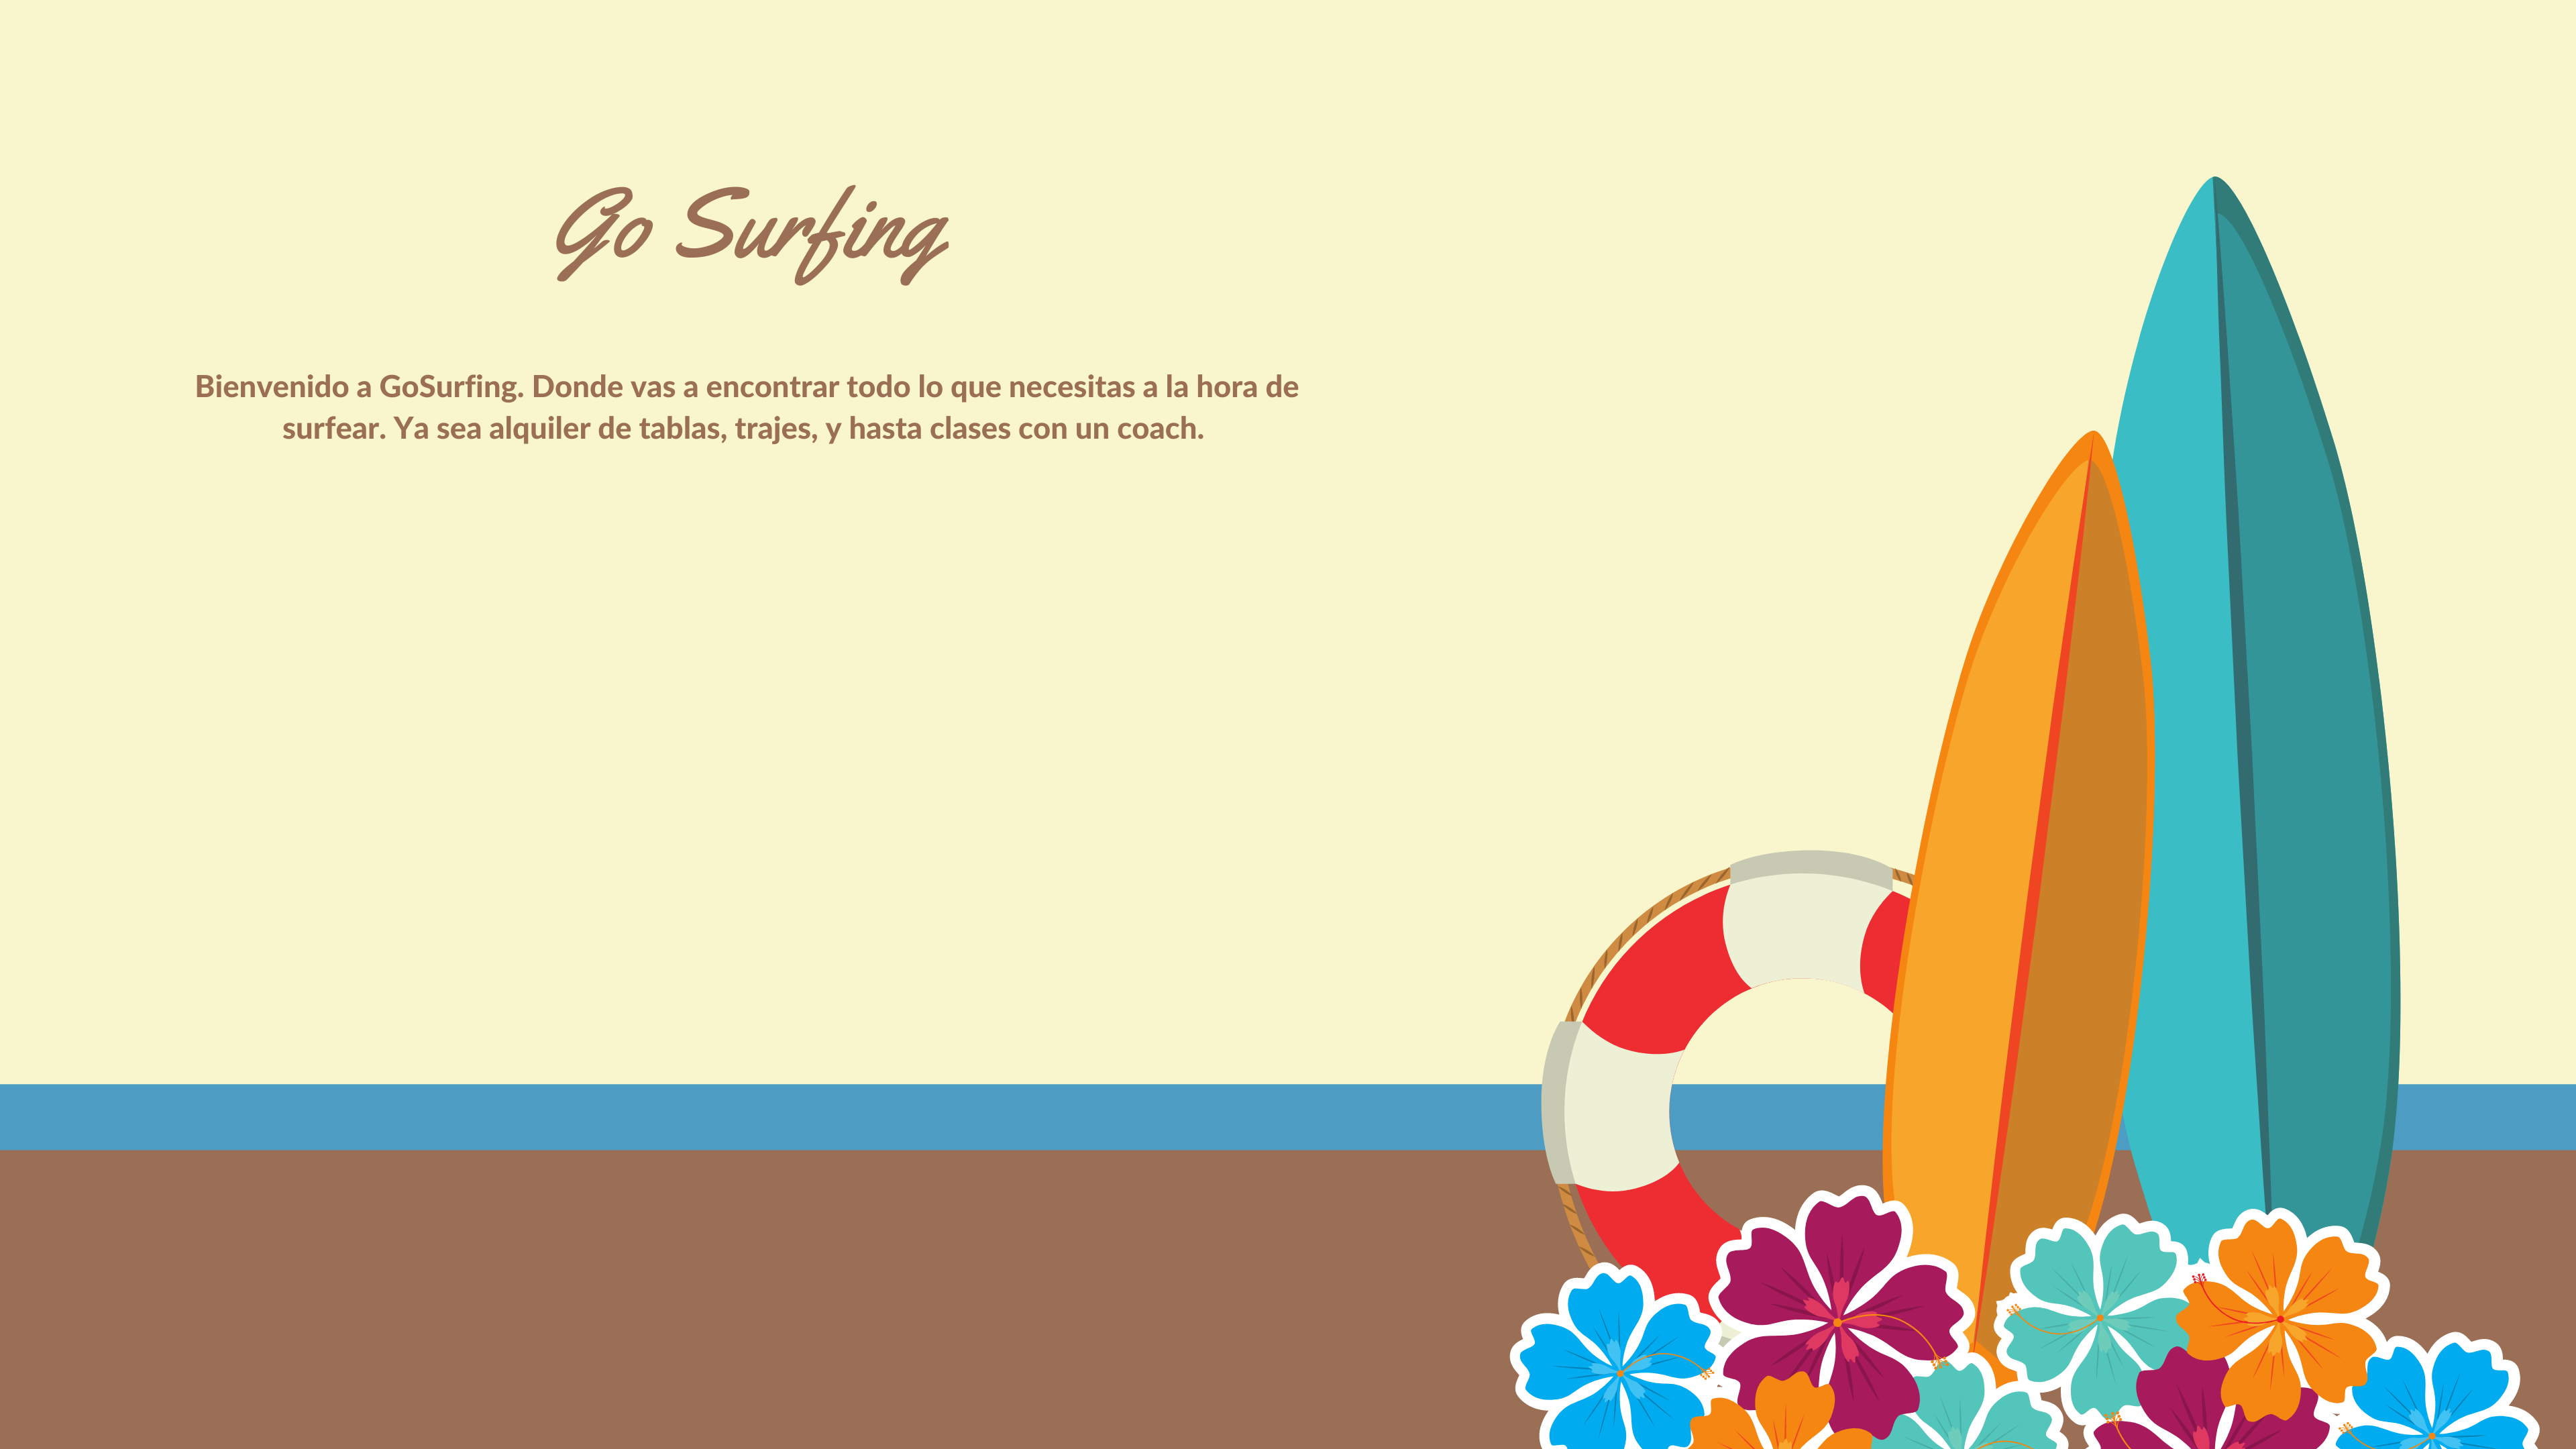 Go Surfing
Bienvenido a GoSurfing. Donde vas a encontrar todo lo que necesitas a la hora de
surfear. Ya sea alquiler de tablas, trajes, y hasta clases con un coach.